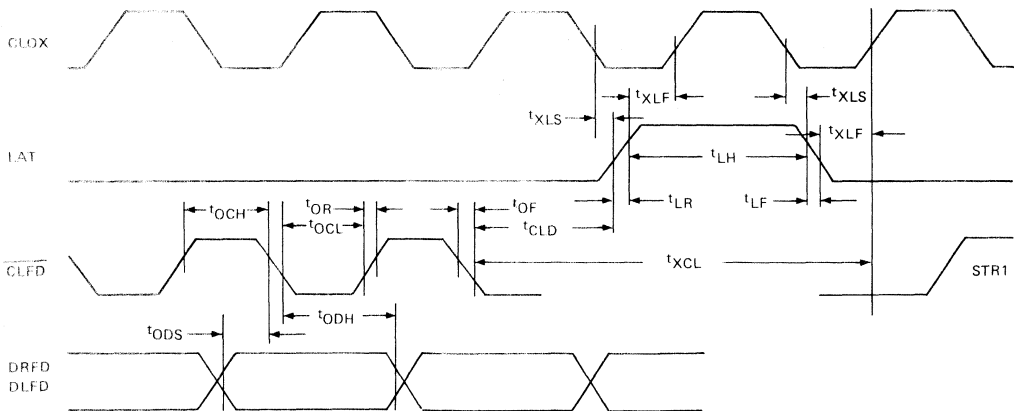 CLOX
tXLF
tXLS
tXLS
tXLF
LAT
tLH
tOCH
tOR
tOF
tLR
tLF
tOCL
tCLD
CLFD
tXCL
STR1
tODS
tODH
DRFD
DLFD